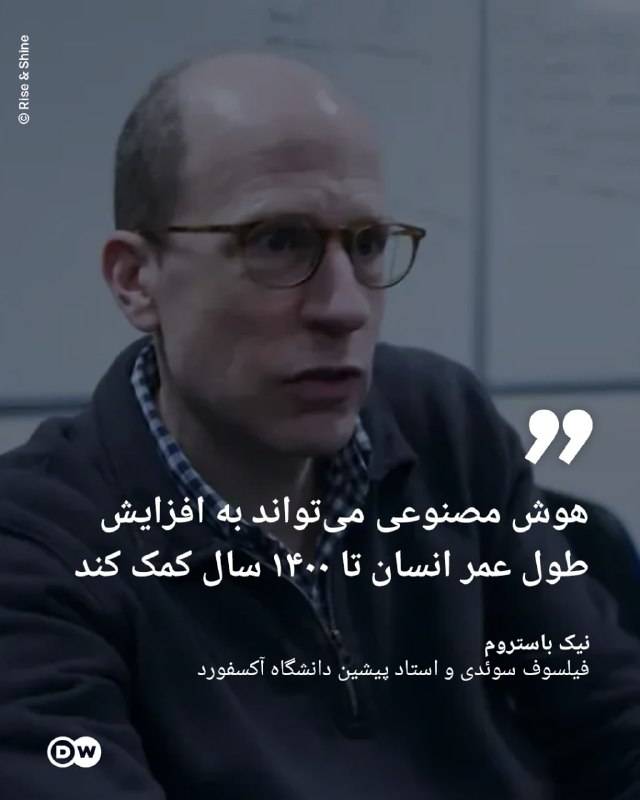 © Rise & Shine
”
هوش مصنوعی می‌تواند به افزایش
طول عمر انسان تا ۱۴۰۰ سال کمک کند
نیک باستروم
فیلسوف سوئدی و استاد پیشین دانشگاه آکسفورد
DW